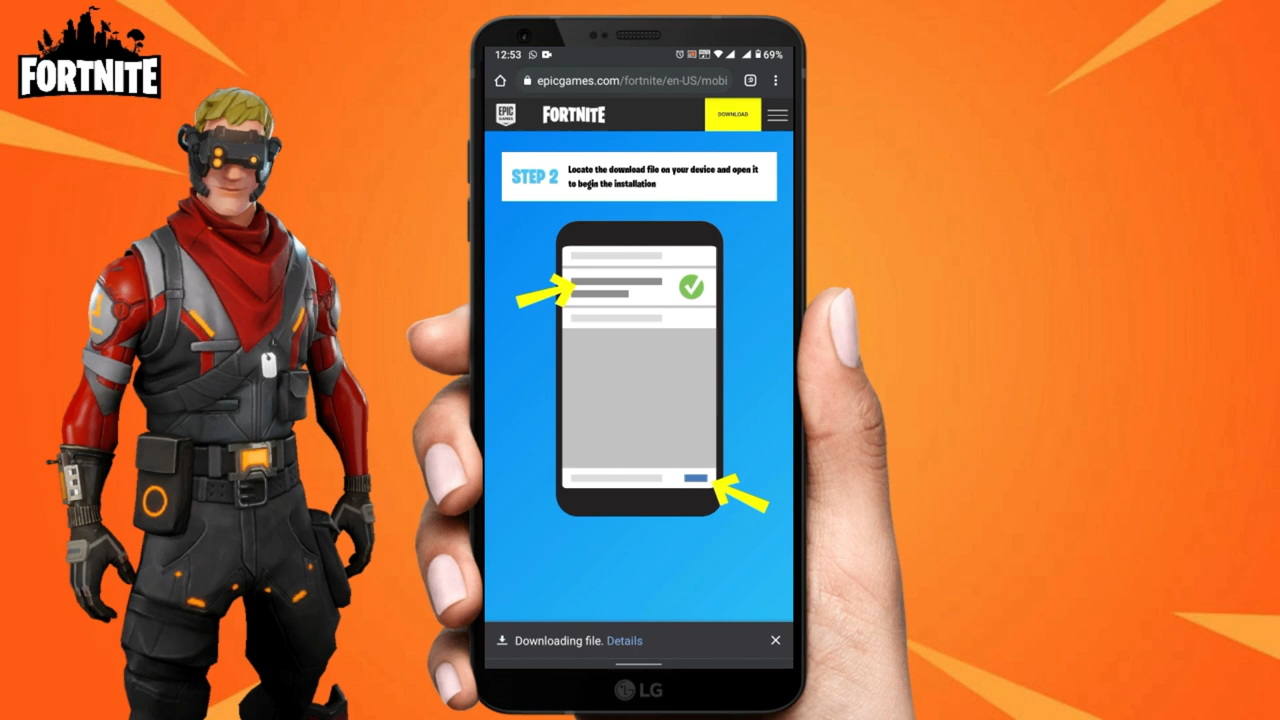 FORTNITE
12:53
69%
epicgames.com/fortnite/en-US/mobi
EPIC
GAMES
FORTNITE
DOWNLOAD
STEP 2
Locate the download file on your device and open it
to begin the installation
Downloading file. Details
LG